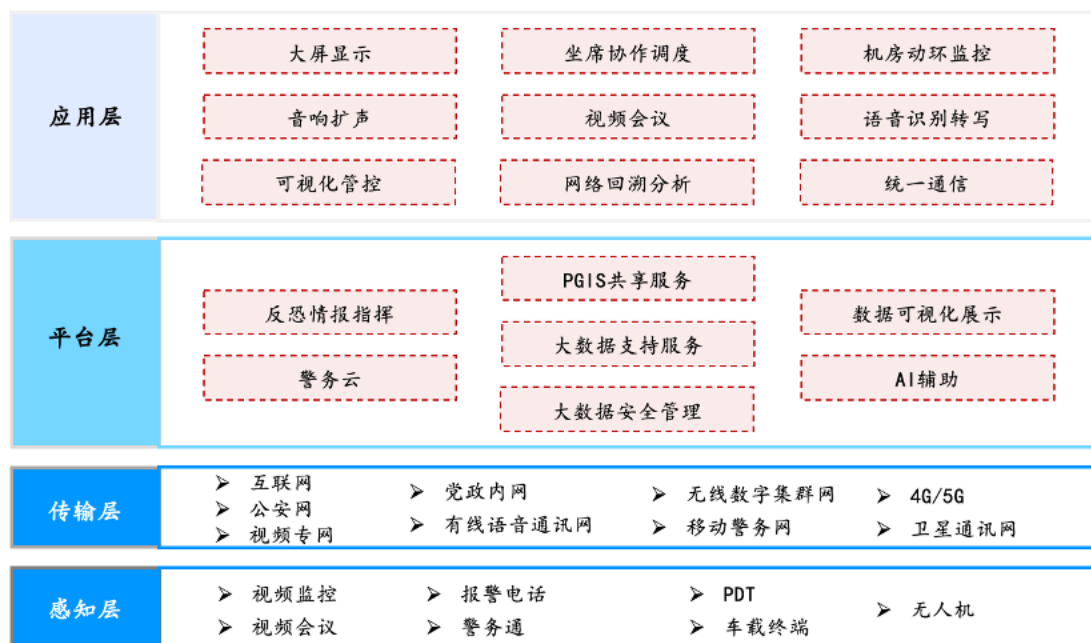 应用层
大屏显示
坐席协作调度
机房动环监控
音响扩声
视频会议
语音识别转写
可视化管控
网络回溯分析
统一通信
平台层
PGIS共享服务
反恐情报指挥
数据可视化展示
大数据支持服务
警务云
AI辅助
大数据安全管理
传输层
➢ 互联网
➢ 公安网
➢ 视频专网
➢ 党政内网
➢ 有线语音通讯网
➢ 无线数字集群网
➢ 移动警务网
➢ 4G/5G
➢ 卫星通讯网
感知层
➢ 视频监控
➢ 视频会议
➢ 报警电话
➢ 警务通
➢ PDT
➢ 车载终端
➢ 无人机